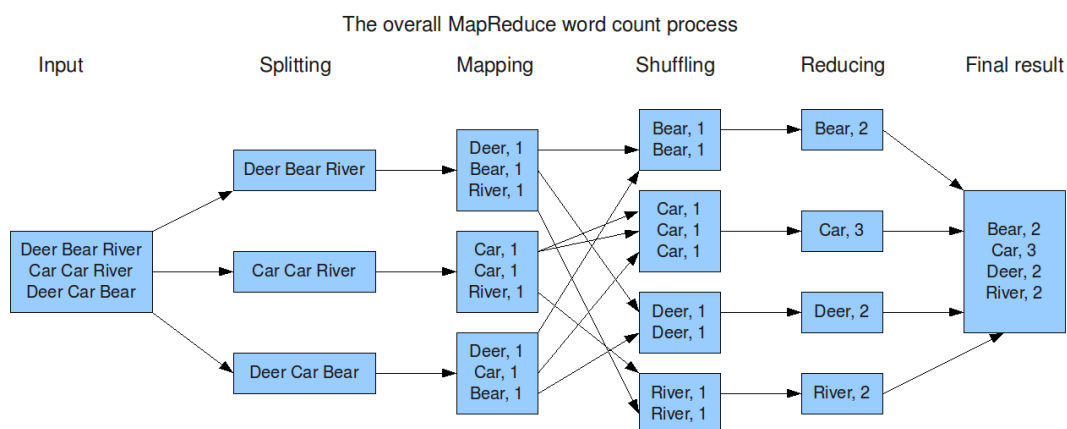 The overall MapReduce word count process
Input
Splitting
Mapping
Shuffling
Reducing
Final result
Deer Bear River
Car Car River
Deer Car Bear
Deer Bear River
Car Car River
Deer Car Bear
Deer, 1
Bear, 1
River, 1
Car, 1
Car, 1
River, 1
Deer, 1
Car, 1
Bear, 1
Bear, 1
Bear, 1
Car, 1
Car, 1
Car, 1
Deer, 1
Deer, 1
River, 1
River, 1
Bear, 2
Car, 3
Deer, 2
River, 2
Bear, 2
Car, 3
Deer, 2
River, 2